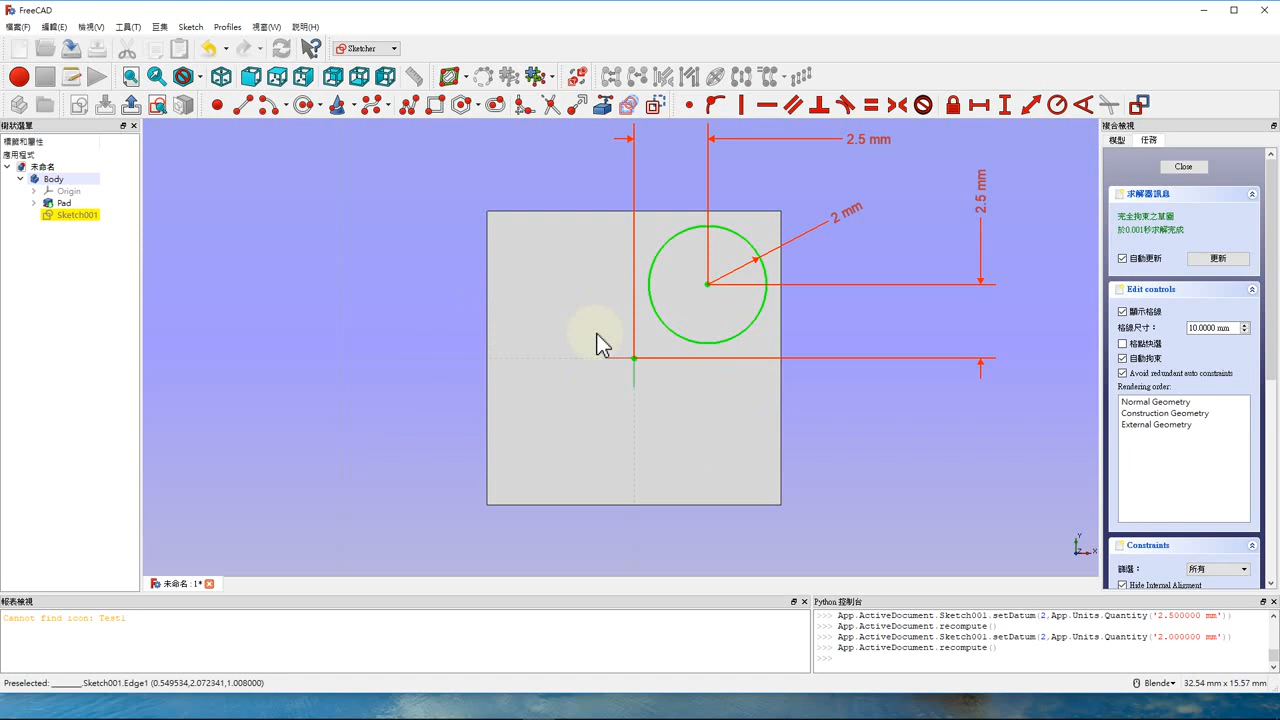 FreeCAD
檔案(F) 編輯(E) 檢視(V) 工具(T) 巨集 Sketch Profiles 視窗(W) 說明(H)
Sketcher
樹狀選單
複合檢視
標籤和屬性
應用程式
未命名
Body
Origin
Pad
Sketch001
2.5 mm
2.5 mm
2 mm
模型 任務
Close
求解器訊息
完全拘束之草圖
於0.001秒求解完成
自動更新
更新
Edit controls
顯示格線
格線尺寸：
10.0000 mm
格點快選
自動拘束
Avoid redundant auto constraints
Rendering order:
Normal Geometry
Construction Geometry
External Geometry
Constraints
篩選：
所有
Hide Internal Alignment
Y
Z
X
未命名 : 1*
報表檢視
Cannot find icon: Test1
Python 控制台
>>> App.ActiveDocument.Sketch001.setDatum(2,App.Units.Quantity('2.500000 mm'))
>>> App.ActiveDocument.recompute()
>>> App.ActiveDocument.Sketch001.setDatum(2,App.Units.Quantity('2.000000 mm'))
>>> App.ActiveDocument.recompute()
>>>
Preselected: ______.Sketch001.Edge1 (0.549534,2.072341,1.008000)
Blende
32.54 mm x 15.57 mm